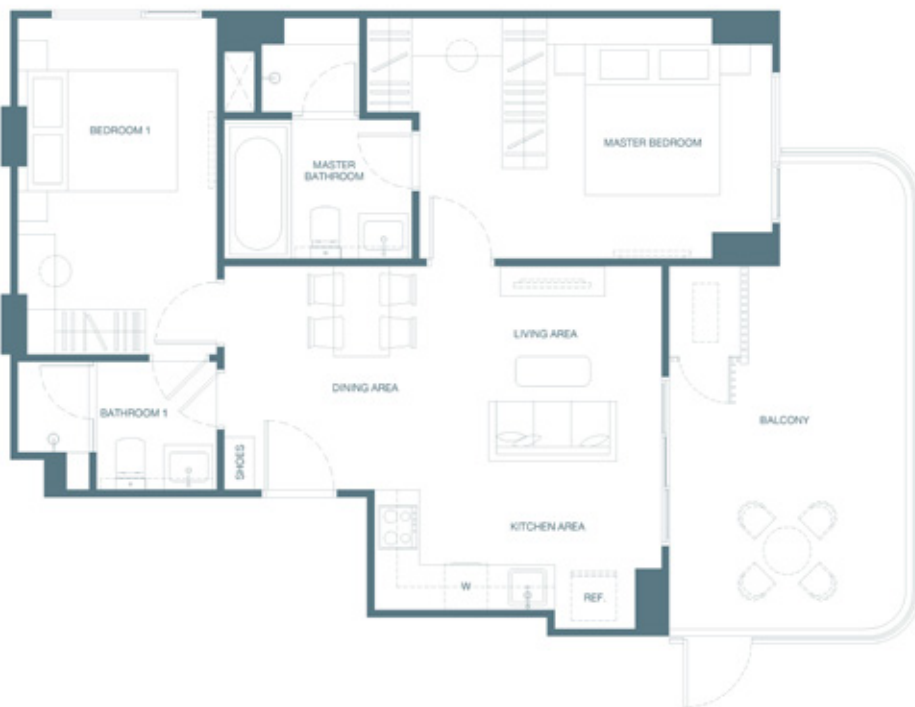 BEDROOM 1
MASTER
BATHROOM
MASTER BEDROOM
LIVING AREA
DINING AREA
BATHROOM 1
BALCONY
SHOES
KITCHEN AREA
W
REF.